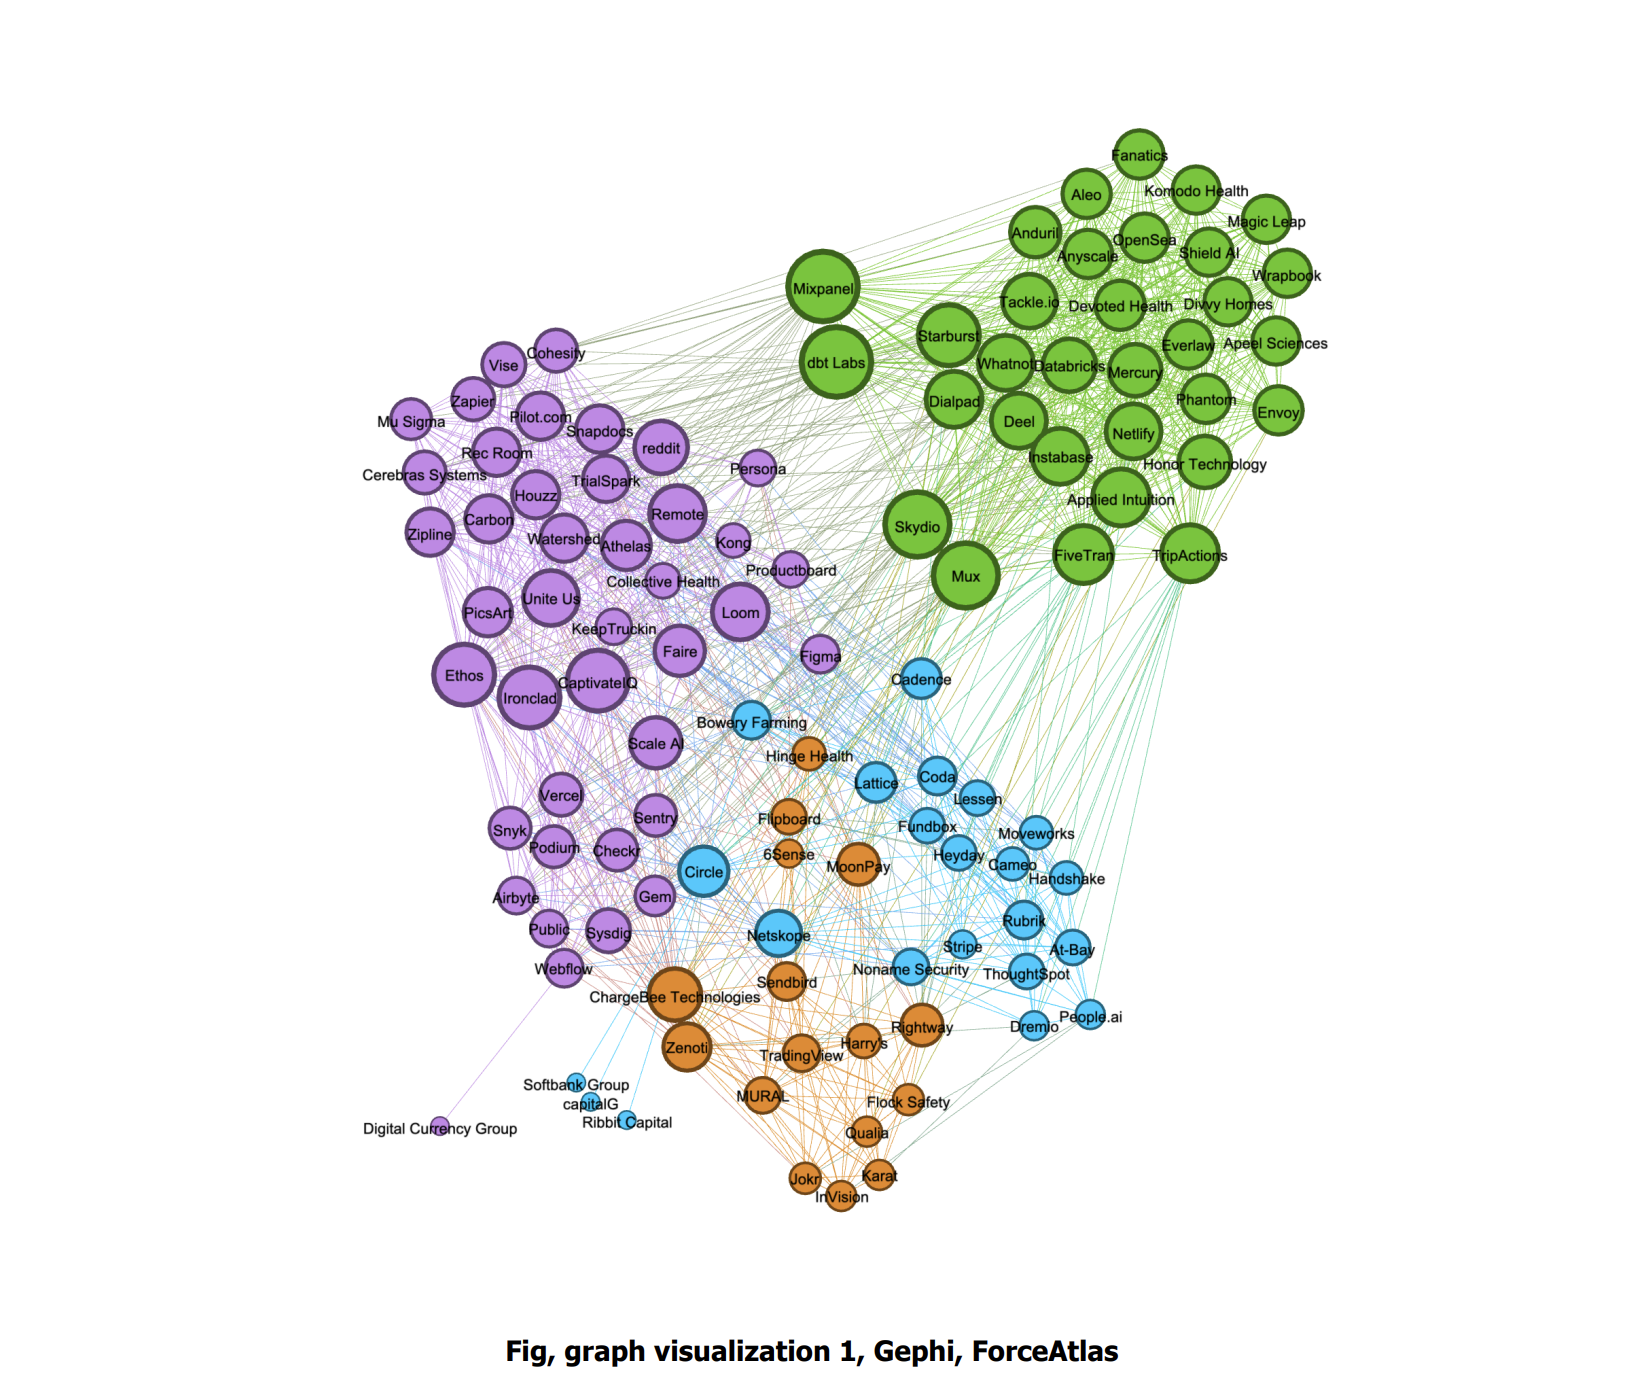 Fanatics
Aleo
Komodo Health
Magic Leap
Anduril
OpenSea
Anyscale
Shield AI
Wrapbook
Mixpanel
Tackle.io
Devoted Health
Divvy Homes
Starburst
dbt Labs
Whatnot
Databricks
Mercury
Everlaw
Apeel Sciences
Dialpad
Phantom
Envoy
Deel
Netlify
Instabase
Honor Technology
Applied Intuition
Skydio
Mux
FiveTran
TripActions
Cohesity
Vise
Zapier
Mu Sigma
Pilot.com
Snapdocs
reddit
Rec Room
Cerebras Systems
TrialSpark
Persona
Houzz
Carbon
Remote
Zipline
Watershed
Athelas
Kong
Productboard
Collective Health
Unite Us
PicsArt
Loom
KeepTruckin
Faire
Figma
Ethos
Ironclad
CaptivateIQ
Cadence
Bowery Farming
Scale AI
Hinge Health
Lattice
Coda
Lessen
Vercel
Sentry
Flipboard
Fundbox
Moveworks
Snyk
Podium
Checkr
6Sense
Heyday
MoonPay
Cameo
Circle
Handshake
Airbyte
Gem
Public
Sysdig
Netskope
Rubrik
Stripe
At-Bay
Webflow
Noname Security
ThoughtSpot
Sendbird
ChargeBee Technologies
People.ai
Rightway
Dremio
Zenoti
TradingView
Harry's
Softbank Group
MURAL
capitalG
Flock Safety
Ribbit Capital
Digital Currency Group
Qualia
Jokr
Karat
InVision
Fig, graph visualization 1, Gephi, ForceAtlas